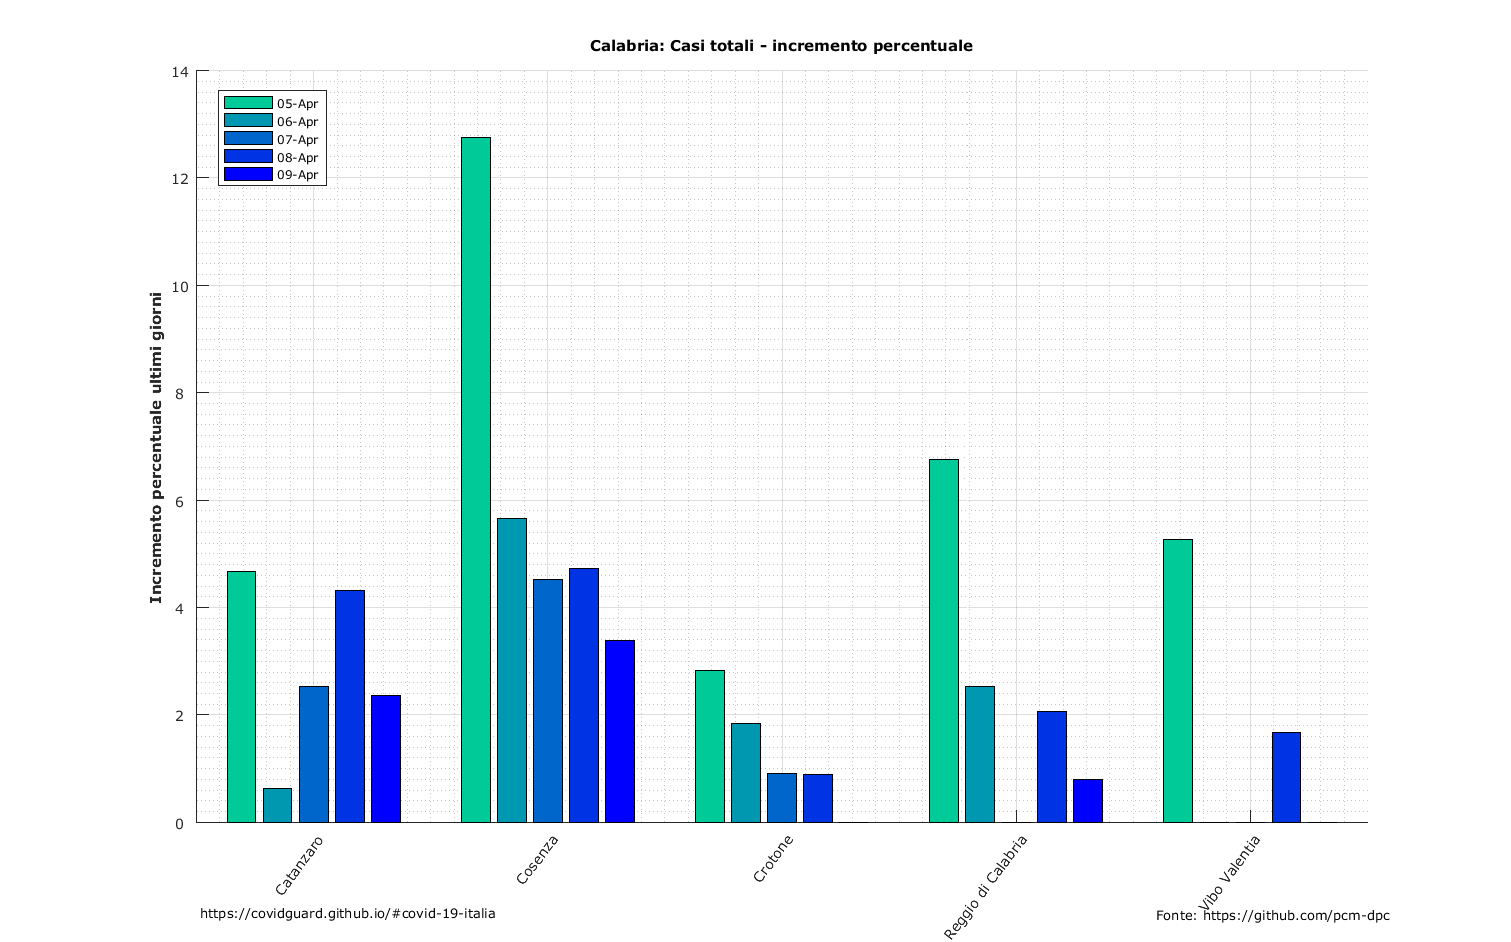 Calabria: Casi totali - incremento percentuale
14
12
10
8
6
4
2
0
Incremento percentuale ultimi giorni
05-Apr
06-Apr
07-Apr
08-Apr
09-Apr
Catanzaro
Cosenza
Crotone
Reggio di Calabria
Vibo Valentia
https://covidguard.github.io/#covid-19-italia
Fonte: https://github.com/pcm-dpc